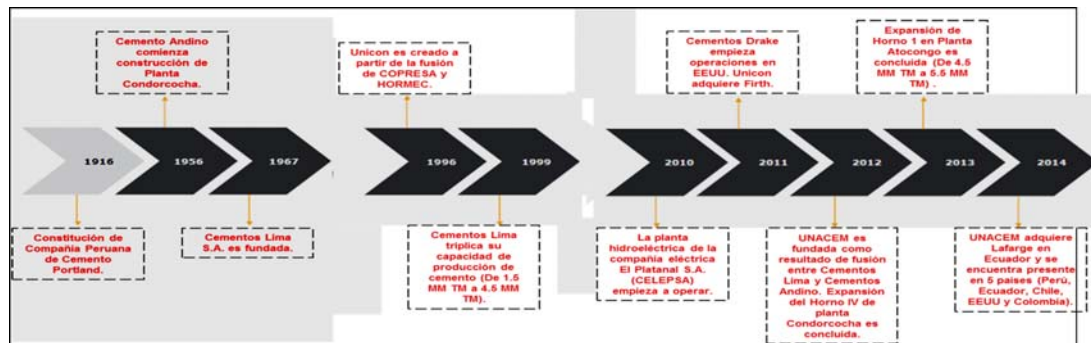 Cemento Andino
comienza
construcción de
Planta
Condorcocha.
Unicon es creado a
partir de la fusión
de COPRESA y
HORMEC.
Cementos Drake
empieza
operaciones en
EEUU. Unicon
adquiere Firth.
Expansión de
Horno 1 en Planta
Atocongo es
concluida (De 4.5
MM TM a 5.5 MM
TM) .
1916
1956
1967
1996
1999
2010
2011
2012
2013
2014
Constitución de
Compañia Peruana
de Cemento
Portland.
Cementos Lima
S.A. es fundada.
Cementos Lima
triplica su
capacidad de
producción de
cemento (De 1.5
MM TM a 4.5 MM
TM).
La planta
hidroeléctrica de la
compañia eléctrica
El Platanal S.A.
(CELEPSA)
empieza a operar.
UNACEM es
fundada como
resultado de fusión
entre Cementos
Lima y Cementos
Andino. Expansión
del Horno IV de
planta
Condorcocha es
concluida.
UNACEM adquiere
Lafarge en
Ecuador y se
encuentra presente
en 5 paises (Perú,
Ecuador, Chile,
EEUU y Colombia).